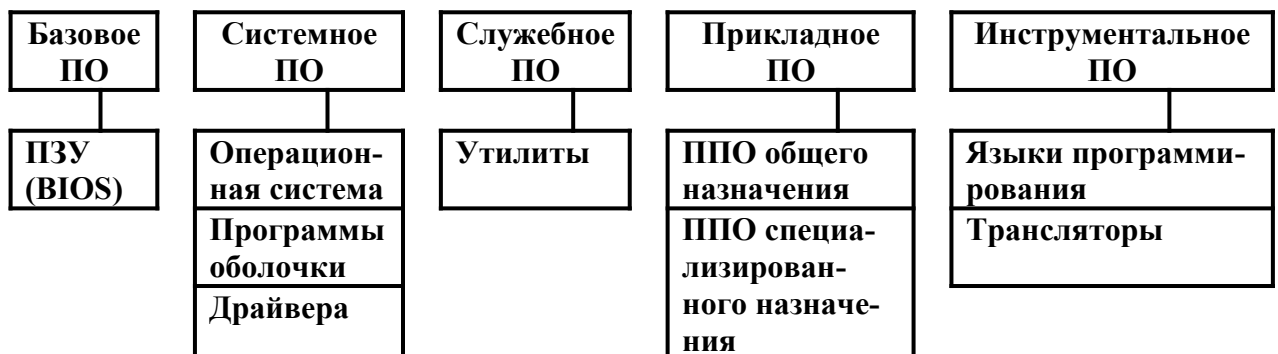 Базовое
ПО
Системное
ПО
Служебное
ПО
Прикладное
ПО
Инструментальное
ПО
ПЗУ
(BIOS)
Операцион-
ная система
Программы
оболочки
Драйвера
Утилиты
ППО общего
назначения
ППО специа-
лизирован-
ного назначе-
ния
Языки программи-
рования
Трансляторы